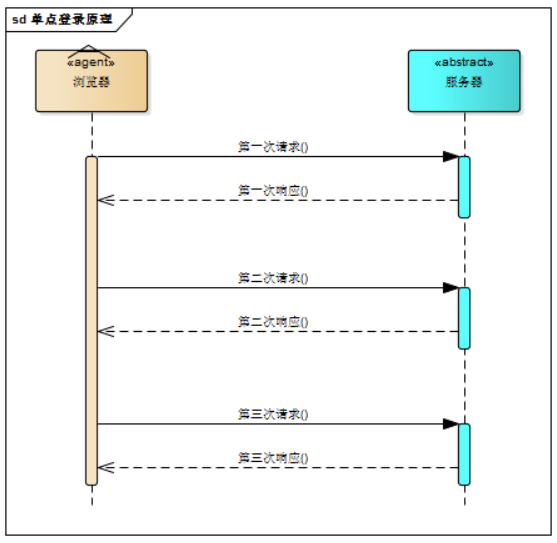 sd 单点登录原理
«agent»
浏览器
«abstract»
服务器
第一次请求()
第一次响应()
第二次请求()
第二次响应()
第三次请求()
第三次响应()